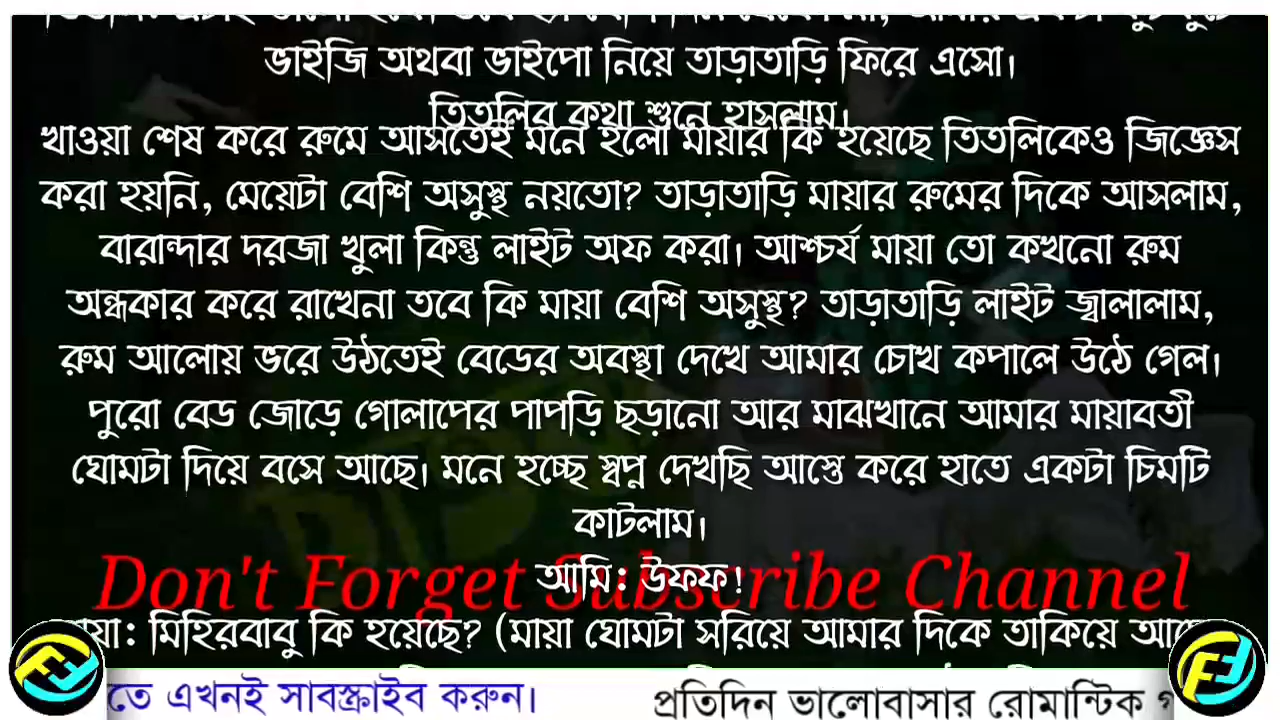 ভাইজি অথবা ভাইপো নিয়ে তাড়াতাড়ি ফিরে এসো।
তিতলির কথা শুনে হাসলাম।
খাওয়া শেষ করে রুমে আসতেই মনে হলো মায়ার কি হয়েছে তিতলিকেও জিজ্ঞেস
করা হয়নি, মেয়েটা বেশি অসুস্থ নয়তো? তাড়াতাড়ি মায়ার রুমের দিকে আসলাম,
বারান্দার দরজা খুলা কিন্তু লাইট অফ করা। আশ্চর্য মায়া তো কখনো রুম
অন্ধকার করে রাখেনা তবে কি মায়া বেশি অসুস্থ? তাড়াতাড়ি লাইট জ্বালালাম,
রুম আলোয় ভরে উঠতেই বেডের অবস্থা দেখে আমার চোখ কপালে উঠে গেল।
পুরো বেড জোড়ে গোলাপের পাপড়ি ছড়ানো আর মাঝখানে আমার মায়াবতী
ঘোমটা দিয়ে বসে আছে। মনে হচ্ছে স্বপ্ন দেখছি আস্তে করে হাতে একটা চিমটি
কাটলাম।
Don't Forget Subscribe Channel
আমি: উফফ!
মিহিরবাবু কি হয়েছে? (মায়া ঘোমটা সরিয়ে আমার দিকে তাকিয়ে
তে এখনই সাবস্ক্রাইব করুন। প্রতিদিন ভালোবাসার রোমান্টিক